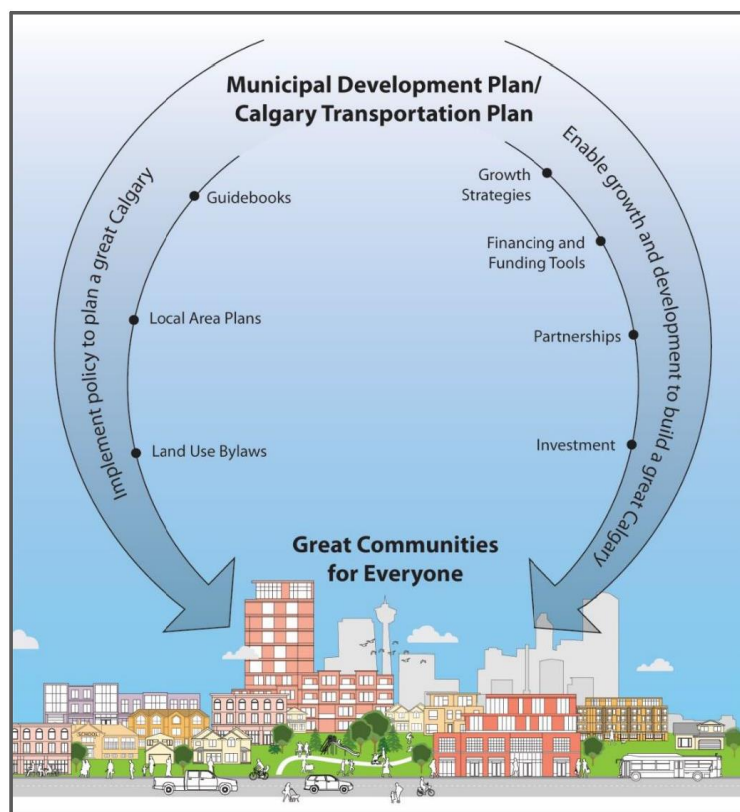 Municipal Development Plan/
Calgary Transportation Plan
Implement policy to plan a great Calgary
Guidebooks
Local Area Plans
Land Use Bylaws
Enable growth and development to build a great Calgary
Growth
Strategies
Financing and
Funding Tools
Partnerships
Investment
Great Communities
for Everyone
SCHOOL